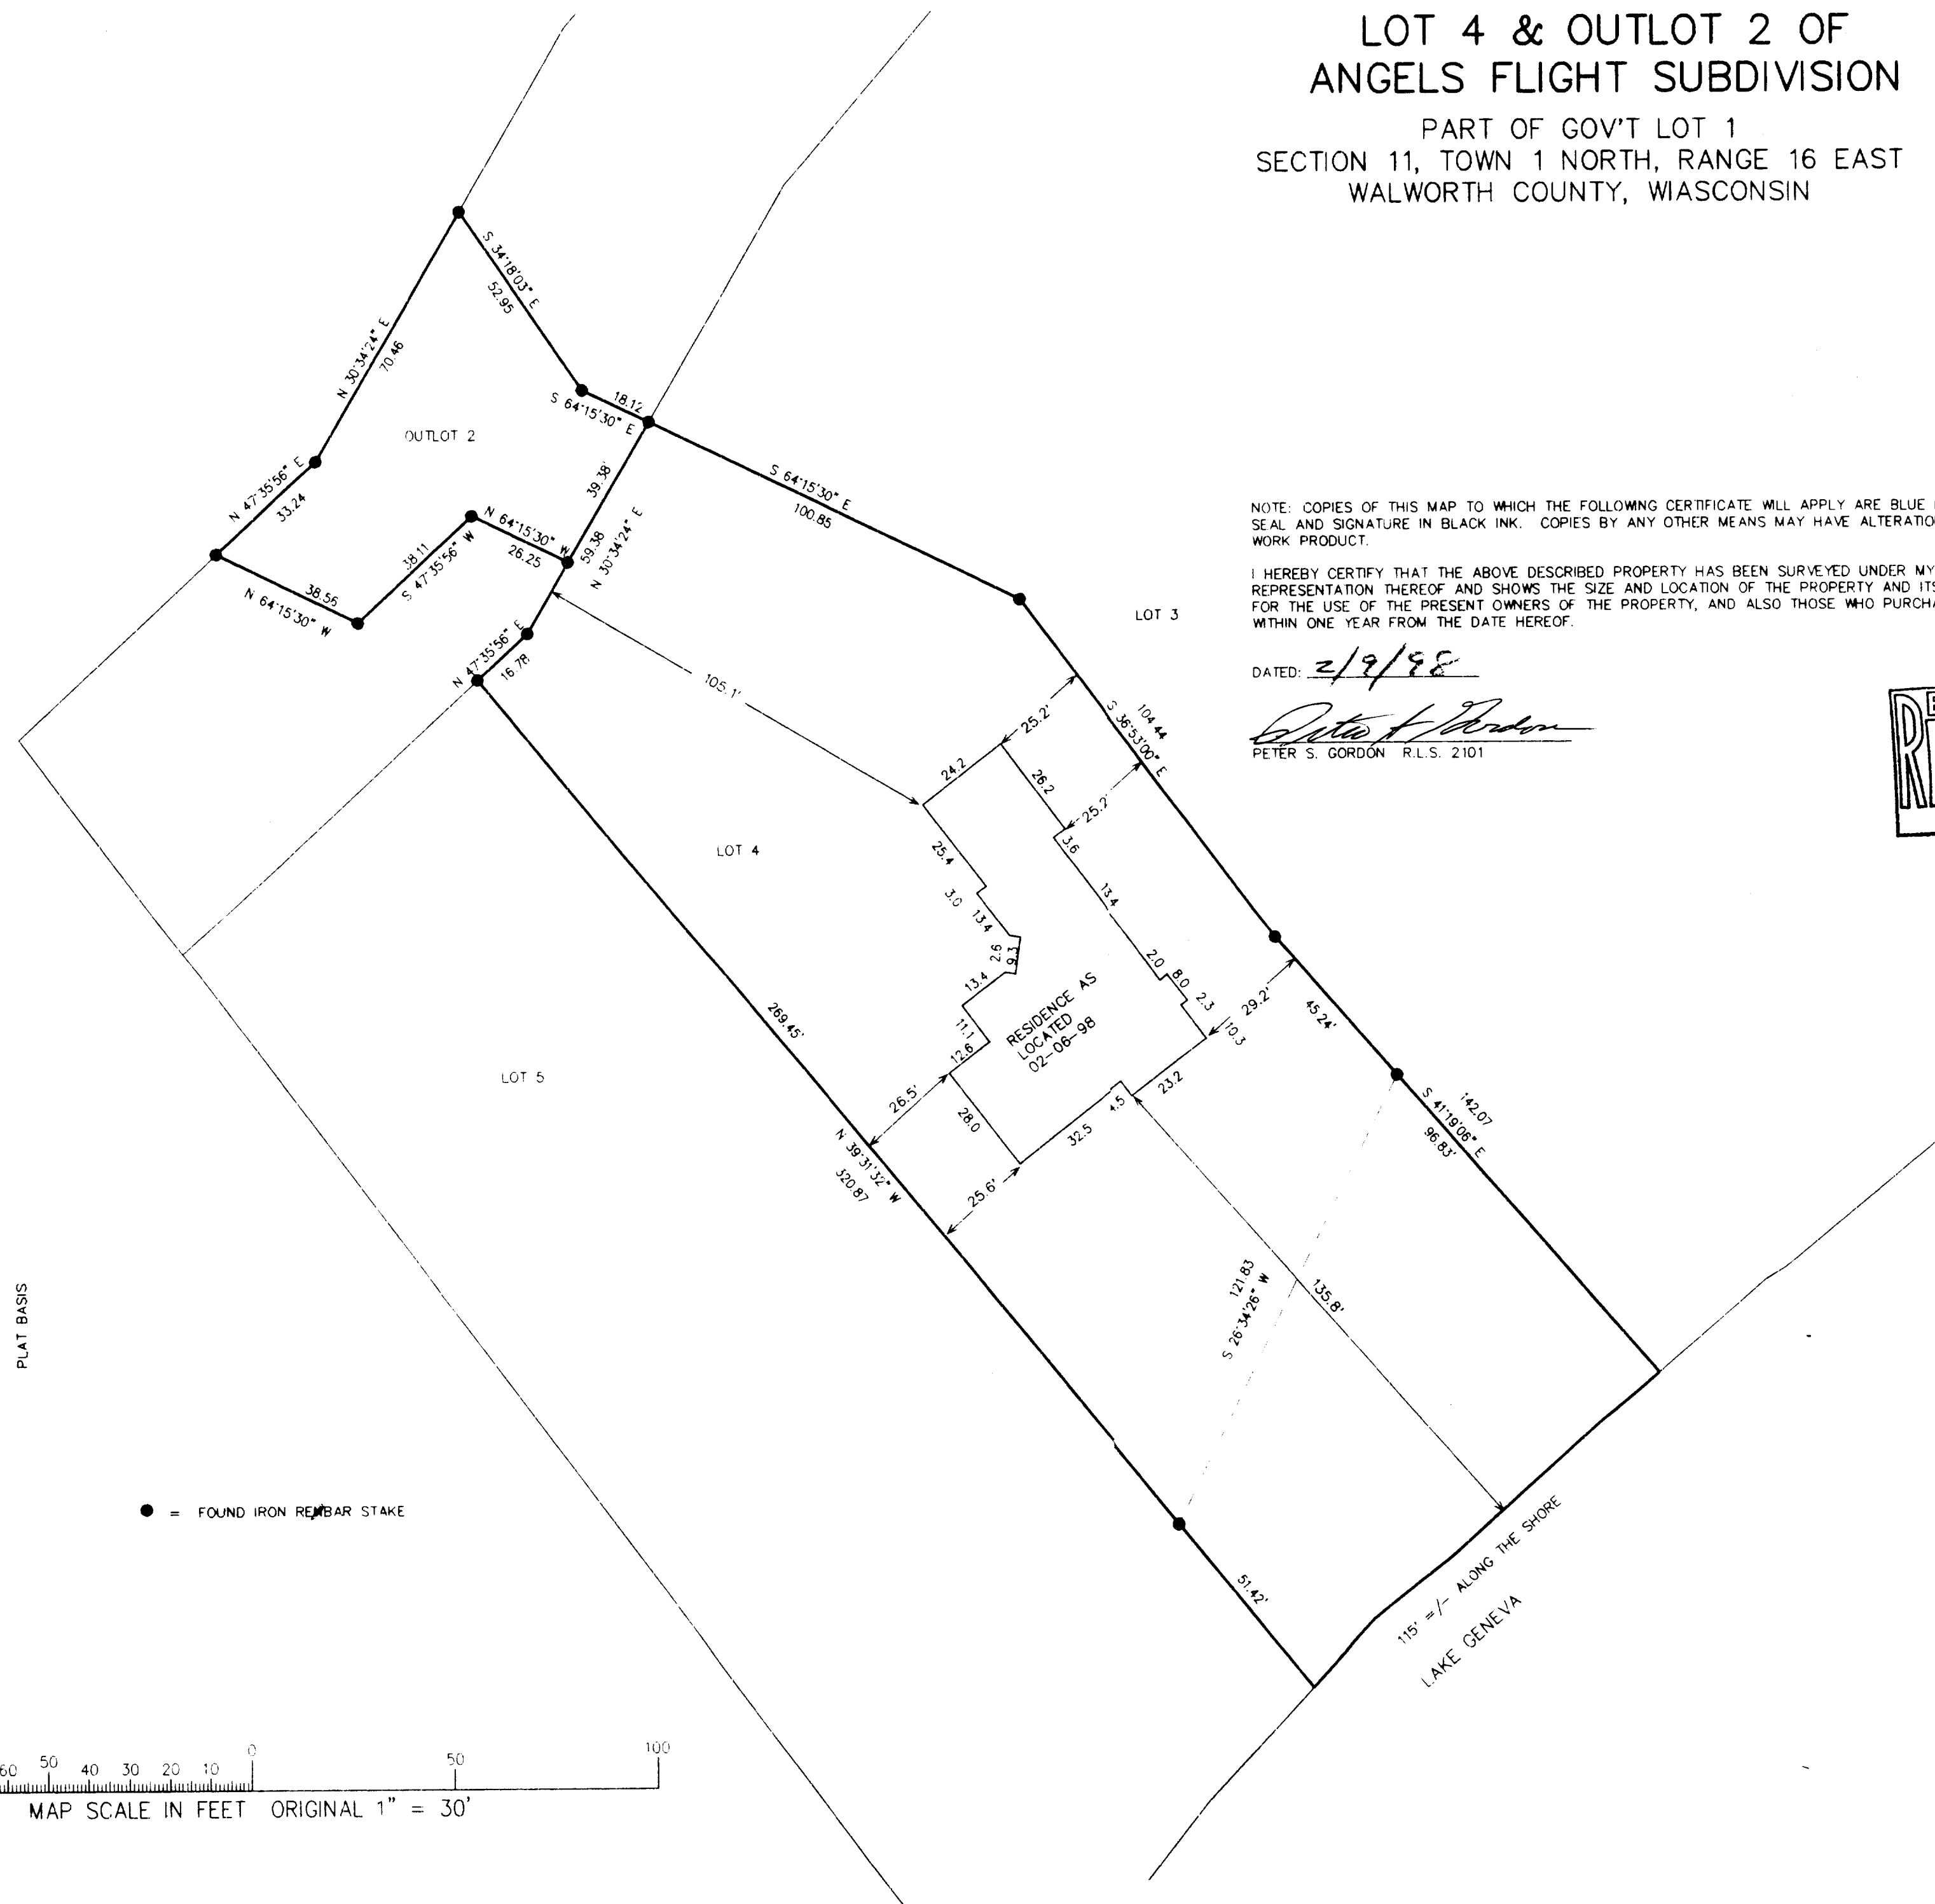 LOT 4 & OUTLOT 2 OF
ANGELS FLIGHT SUBDIVISION
PART OF GOV'T LOT 1
SECTION 11, TOWN 1 NORTH, RANGE 16 EAST
WALWORTH COUNTY, WIASCONSIN
S 34°18'03" E
52.95
N 30°34'24" E
70.46
18.12
S 64°15'30" E
OUTLOT 2
39.38'
S 64°15'30" E
100.85
N 47°35'56" E
33.24
N 64°15'30" W
26.25
59.38
N 30°34'24" E
38.11
S 47°35'56" W
38.56
N 64°15'30" W
N 47°35'56" E
16.78
NOTE: COPIES OF THIS MAP TO WHICH THE FOLLOWING CERTIFICATE WILL APPLY ARE BLUE
SEAL AND SIGNATURE IN BLACK INK. COPIES BY ANY OTHER MEANS MAY HAVE
WORK PRODUCT.
I HEREBY CERTIFY THAT THE ABOVE DESCRIBED PROPERTY HAS BEEN SURVEYED UNDER MY
REPRESENTATION THEREOF AND SHOWS THE SIZE AND LOCATION OF THE PROPERTY AND ITS
FOR THE USE OF THE PRESENT OWNERS OF THE PROPERTY, AND ALSO THOSE WHO
WITHIN ONE YEAR FROM THE DATE HEREOF.
DATED: 2/9/98
PETER S. GORDON R.L.S. 2101
LOT 3
105.1'
25.2'
104.44
S 36°53'00" E
24.2
26.2
25.2'
3.6
LOT 4
25.4
3.0
13.4
13.4
2.6
9.3
2.0
8.0
2.3
29.2'
10.3
13.4
11.1
12.6
RESIDENCE AS
LOCATED
02-06-98
45.24'
269.45'
LOT 5
26.5'
28.0
32.5
4.5
23.2
142.07
S 41°19'06" E
96.83'
N 39°31'32" W
320.87
25.6'
121.83
S 26°34'26" W
135.8'
PLAT BASIS
= FOUND IRON REBAR STAKE
51.42'
115' =/- ALONG THE SHORE
LAKE GENEVA
60 50 40 30 20 10 0 50 100
MAP SCALE IN FEET ORIGINAL 1" = 30'